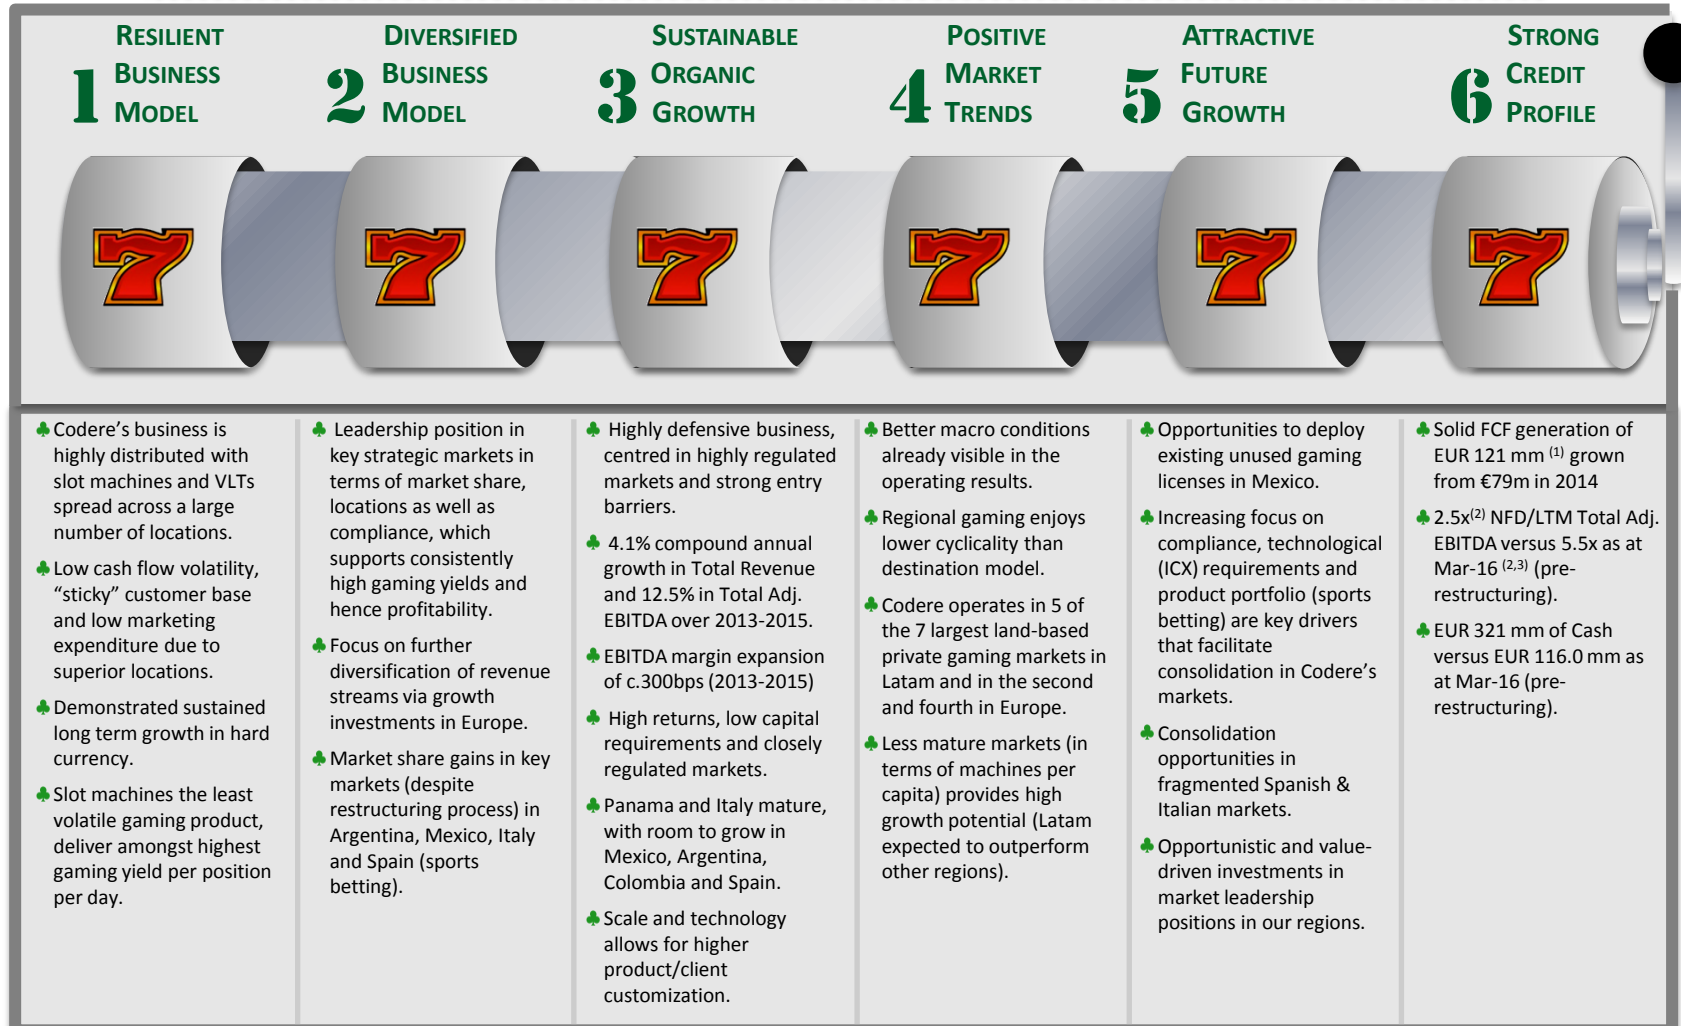 RESILIENT
1 BUSINESS
MODEL
DIVERSIFIED
2 BUSINESS
MODEL
SUSTAINABLE
3 ORGANIC
GROWTH
POSITIVE
4 MARKET
TRENDS
ATTRACTIVE
5 FUTURE
GROWTH
STRONG
6 CREDIT
PROFILE
7
7
7
7
7
7
♣ Codere’s business is
highly distributed with
slot machines and VLTs
spread across a large
number of locations.
♣ Low cash flow volatility,
“sticky” customer base
and low marketing
expenditure due to
superior locations.
♣ Demonstrated sustained
long term growth in hard
currency.
♣ Slot machines the least
volatile gaming product,
deliver amongst highest
gaming yield per position
per day.
♣ Leadership position in
key strategic markets in
terms of market share,
locations as well as
compliance, which
supports consistently
high gaming yields and
hence profitability.
♣ Focus on further
diversification of revenue
streams via growth
investments in Europe.
♣ Market share gains in key
markets (despite
restructuring process) in
Argentina, Mexico, Italy
and Spain (sports
betting).
♣ Highly defensive business,
centred in highly regulated
markets and strong entry
barriers.
♣ 4.1% compound annual
growth in Total Revenue
and 12.5% in Total Adj.
EBITDA over 2013-2015.
♣ EBITDA margin expansion
of c.300bps (2013-2015)
♣ High returns, low capital
requirements and closely
regulated markets.
♣ Panama and Italy mature,
with room to grow in
Mexico, Argentina,
Colombia and Spain.
♣ Scale and technology
allows for higher
product/client
customization.
♣ Better macro conditions
already visible in the
operating results.
♣ Regional gaming enjoys
lower cyclicality than
destination model.
♣ Codere operates in 5 of
the 7 largest land-based
private gaming markets in
Latam and in the second
and fourth in Europe.
♣ Less mature markets (in
terms of machines per
capita) provides high
growth potential (Latam
expected to outperform
other regions).
♣ Opportunities to deploy
existing unused gaming
licenses in Mexico.
♣ Increasing focus on
compliance, technological
(ICX) requirements and
product portfolio (sports
betting) are key drivers
that facilitate
consolidation in Codere’s
markets.
♣ Consolidation
opportunities in
fragmented Spanish &
Italian markets.
♣ Opportunistic and value-
driven investments in
market leadership
positions in our regions.
♣ Solid FCF generation of
EUR 121 mm (1) grown
from €79m in 2014
♣ 2.5x(2) NFD/LTM Total Adj.
EBITDA versus 5.5x as at
Mar-16 (2,3) (pre-
restructuring).
♣ EUR 321 mm of Cash
versus EUR 116.0 mm as
at Mar-16 (pre-
restructuring).